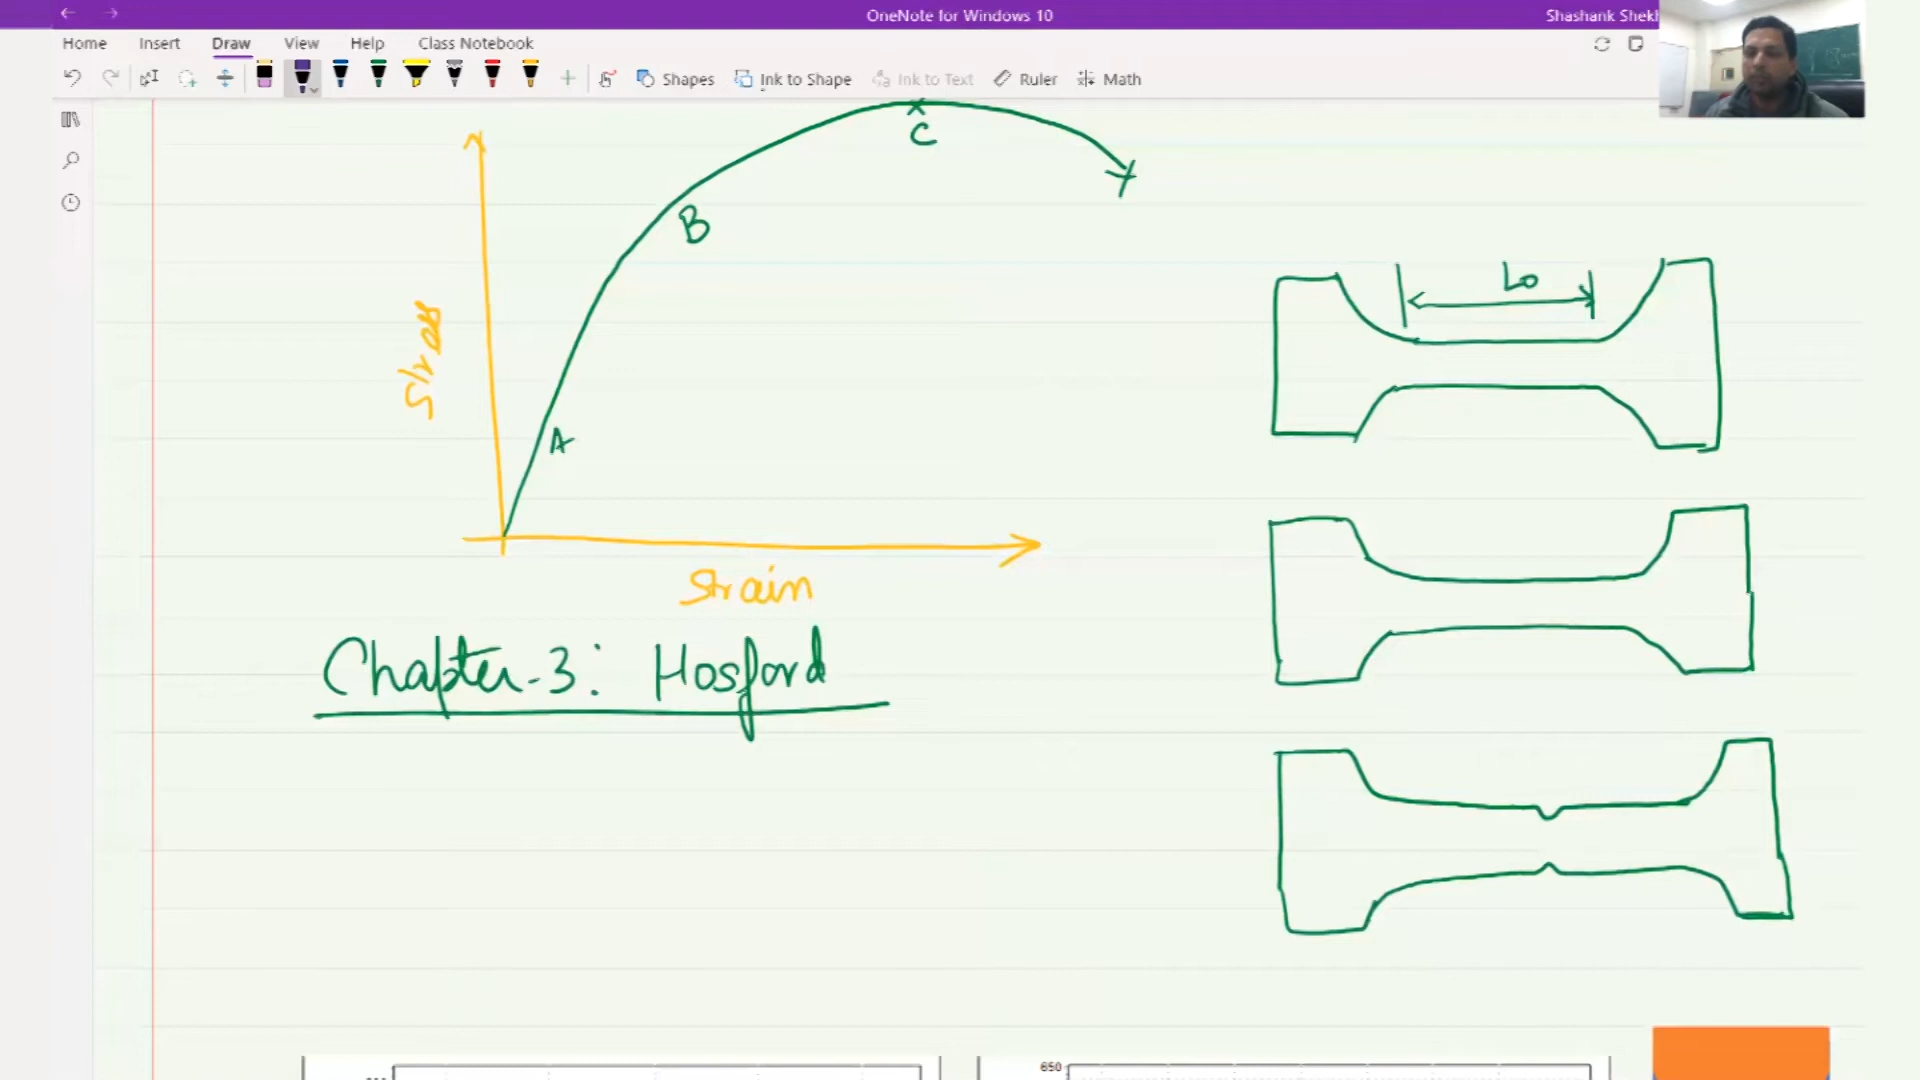 OneNote for Windows 10
Shashank Shekh
Home Insert Draw View Help Class Notebook
Shapes Ink to Shape Ink to Text Ruler Math
C
B
A
Stress
Strain
Lo
Chapter-3: Hosford
650